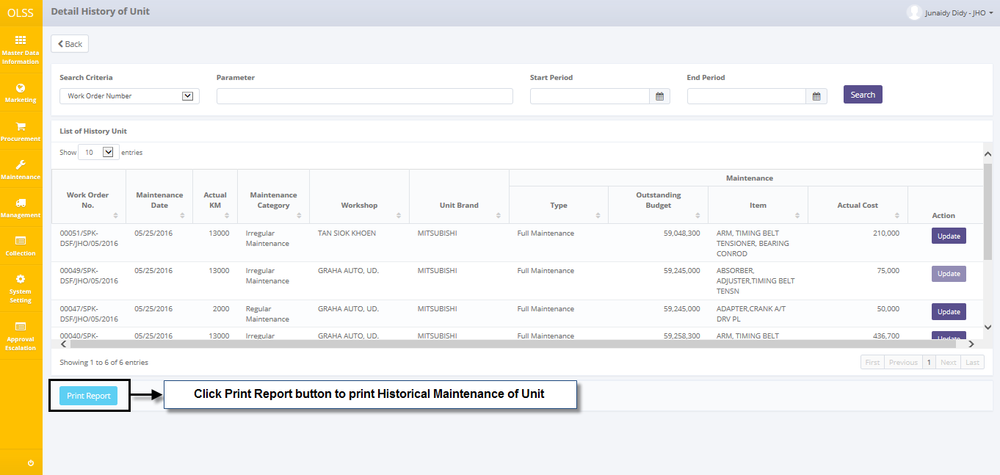 OLSS
Detail History of Unit
Junaidy Didy - JHO
Master Data
Information
Marketing
Procurement
Maintenance
Management
Collection
System
Setting
Approval
Escalation
Back
Search Criteria
Parameter
Start Period
End Period
Work Order Number
Search
List of History Unit
Show 10 entries
Maintenance
Work Order
No.
Maintenance
Date
Actual
KM
Maintenance
Category
Workshop
Unit Brand
Type
Outstanding
Budget
Item
Actual Cost
Action
00051/SPK-
DSF/JHO/05/2016
05/25/2016
13000
Irregular
Maintenance
TAN SIOK KHOEN
MITSUBISHI
Full Maintenance
59,048,300
ARM, TIMING BELT
TENSIONER, BEARING
CONROD
210,000
Update
00049/SPK-
DSF/JHO/05/2016
05/25/2016
13000
Irregular
Maintenance
GRAHA AUTO, UD.
MITSUBISHI
Full Maintenance
59,245,000
ABSORBER,
ADJUSTER,TIMING BELT
TENSN
75,000
Update
00047/SPK-
DSF/JHO/05/2016
05/25/2016
2000
Regular
Maintenance
GRAHA AUTO, UD.
MITSUBISHI
Full Maintenance
59,245,000
ADAPTER,CRANK A/T
DRV PL
50,000
Update
00040/SPK-
05/25/2016
13000
Irregular
GRAHA AUTO, UD.
MITSUBISHI
Full Maintenance
59,258,300
ARM, TIMING BELT
436,700
Update
Showing 1 to 6 of 6 entries
First Previous 1 Next Last
Print Report
Click Print Report button to print Historical Maintenance of Unit